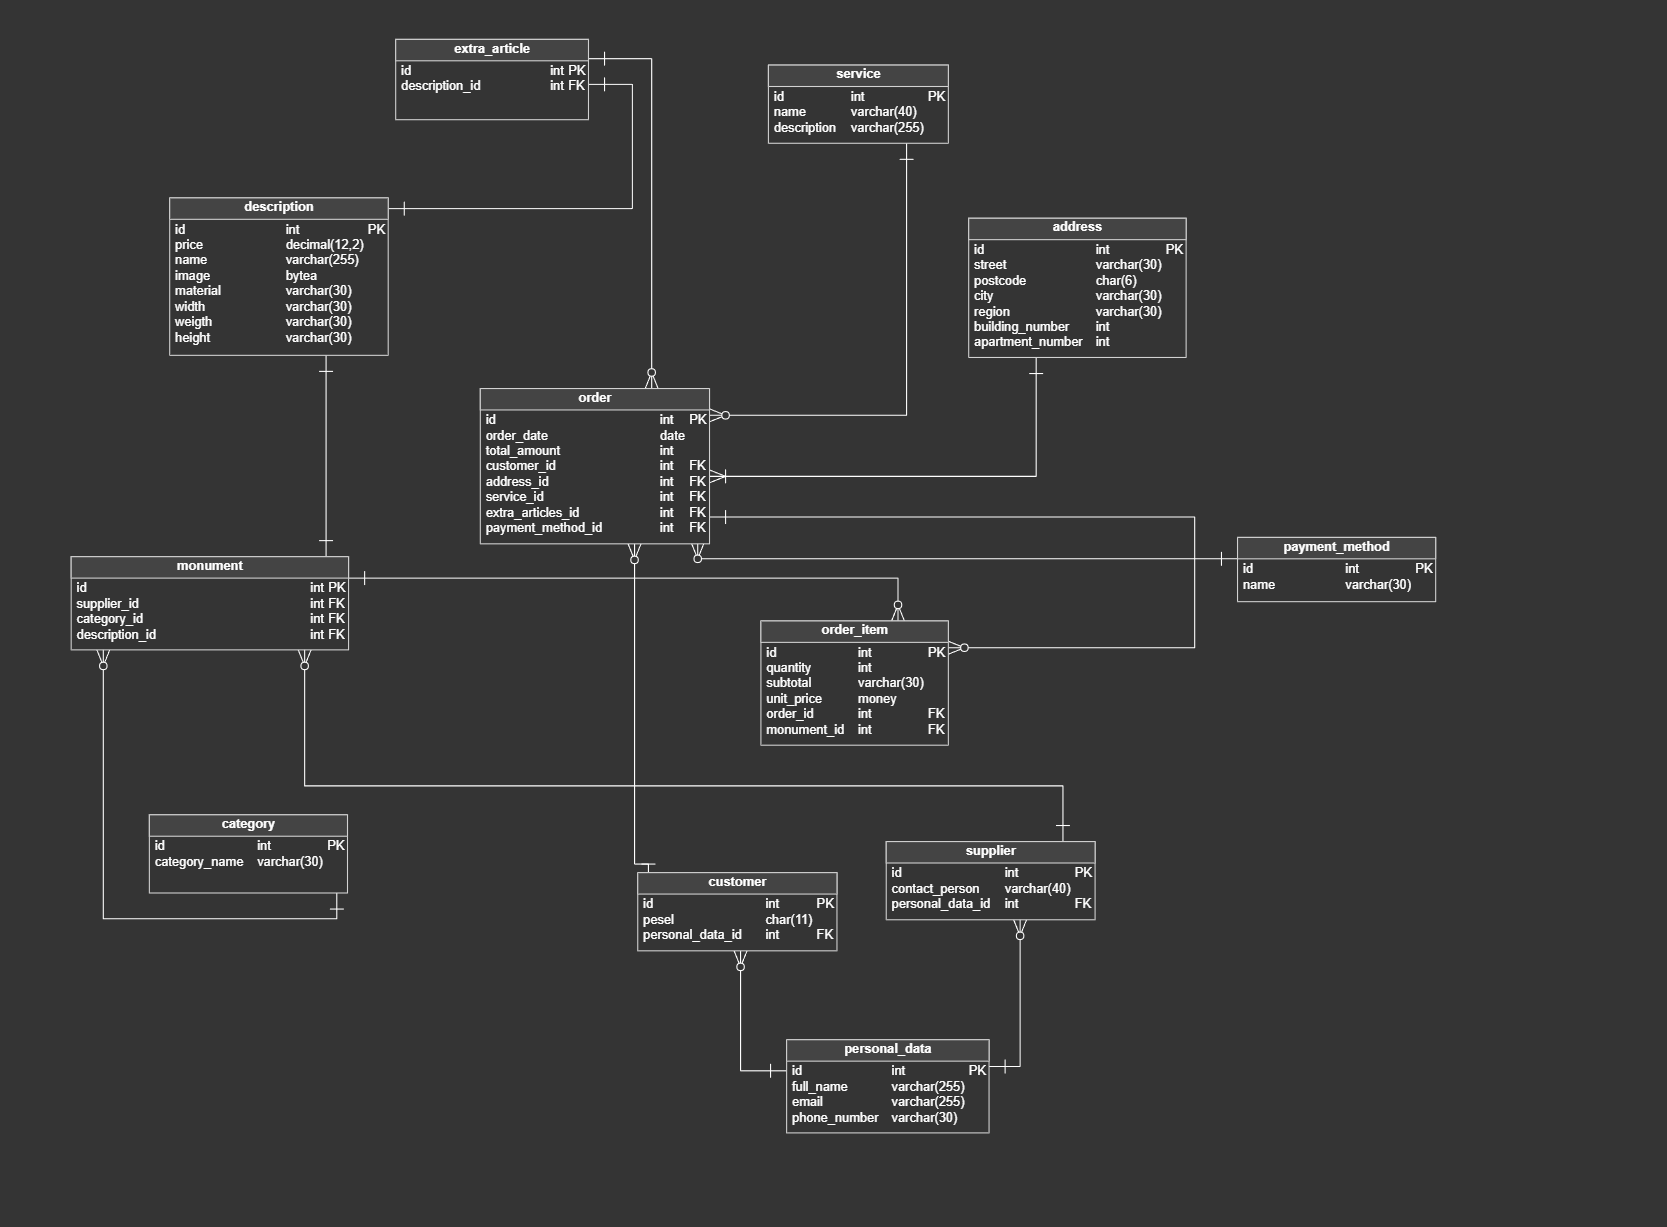 extra_article
id int PK
description_id int FK
service
id int PK
name varchar(40)
description varchar(255)
description
id int PK
price decimal(12,2)
name varchar(255)
image bytea
material varchar(30)
width varchar(30)
weigth varchar(30)
height varchar(30)
address
id int PK
street varchar(30)
postcode char(6)
city varchar(30)
region varchar(30)
building_number int
apartment_number int
order
id int PK
order_date date
total_amount int
customer_id int FK
address_id int FK
service_id int FK
extra_articles_id int FK
payment_method_id int FK
payment_method
id int PK
name varchar(30)
monument
id int PK
supplier_id int FK
category_id int FK
description_id int FK
order_item
id int PK
quantity int
subtotal varchar(30)
unit_price money
order_id int FK
monument_id int FK
category
id int PK
category_name varchar(30)
customer
id int PK
pesel char(11)
personal_data_id int FK
supplier
id int PK
contact_person varchar(40)
personal_data_id int FK
personal_data
id int PK
full_name varchar(255)
email varchar(255)
phone_number varchar(30)